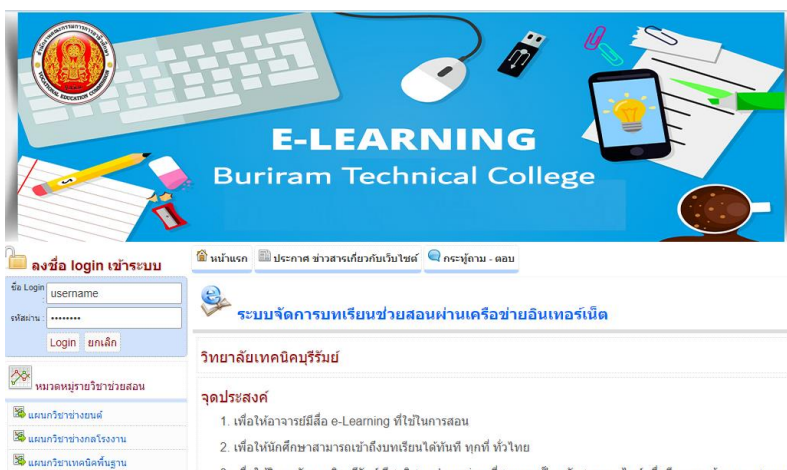 VOCATIONAL EDUCATION COMMISSION
E-LEARNING
Buriram Technical College
ลงชื่อ login เข้าระบบ
หน้าแรก ประกาศ ข่าวสารเกี่ยวกับเว็บไซต์ กระทู้ถาม - ตอบ
ชื่อ Login : username
รหัสผ่าน : ••••••••
Login ยกเลิก
ระบบจัดการบทเรียนช่วยสอนผ่านเครือข่ายอินเทอร์เน็ต
วิทยาลัยเทคนิคบุรีรัมย์
หมวดหมู่รายวิชาช่วยสอน
แผนกวิชาช่างยนต์
แผนกวิชาช่างกลโรงงาน
แผนกวิชาเทคนิคพื้นฐาน
จุดประสงค์
1. เพื่อให้อาจารย์มีสื่อ e-Learning ที่ใช้ในการสอน
2. เพื่อให้นักศึกษาสามารถเข้าถึงบทเรียนได้ทันที ทุกที่ ทั่วไทย